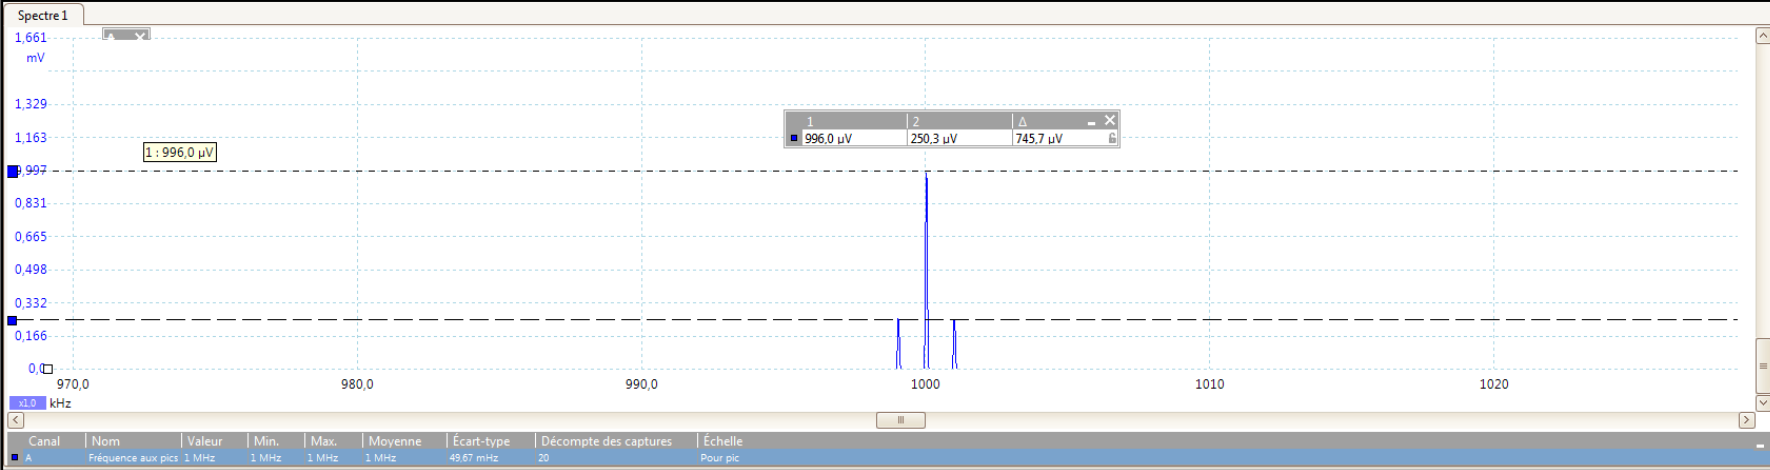 Spectre 1
1,661
mV
1,329
1,163
1 2 Δ
996,0 µV 250,3 µV 745,7 µV
1 : 996,0 µV
,997
0,831
0,665
0,498
0,332
0,166
0,0
970,0 980,0 990,0 1000 1010 1020
x1,0 kHz
Canal Nom Valeur Min. Max. Moyenne Écart-type Décompte des captures Échelle
A Fréquence aux pics 1 MHz 1 MHz 1 MHz 1 MHz 49,67 mHz 20 Pour pic